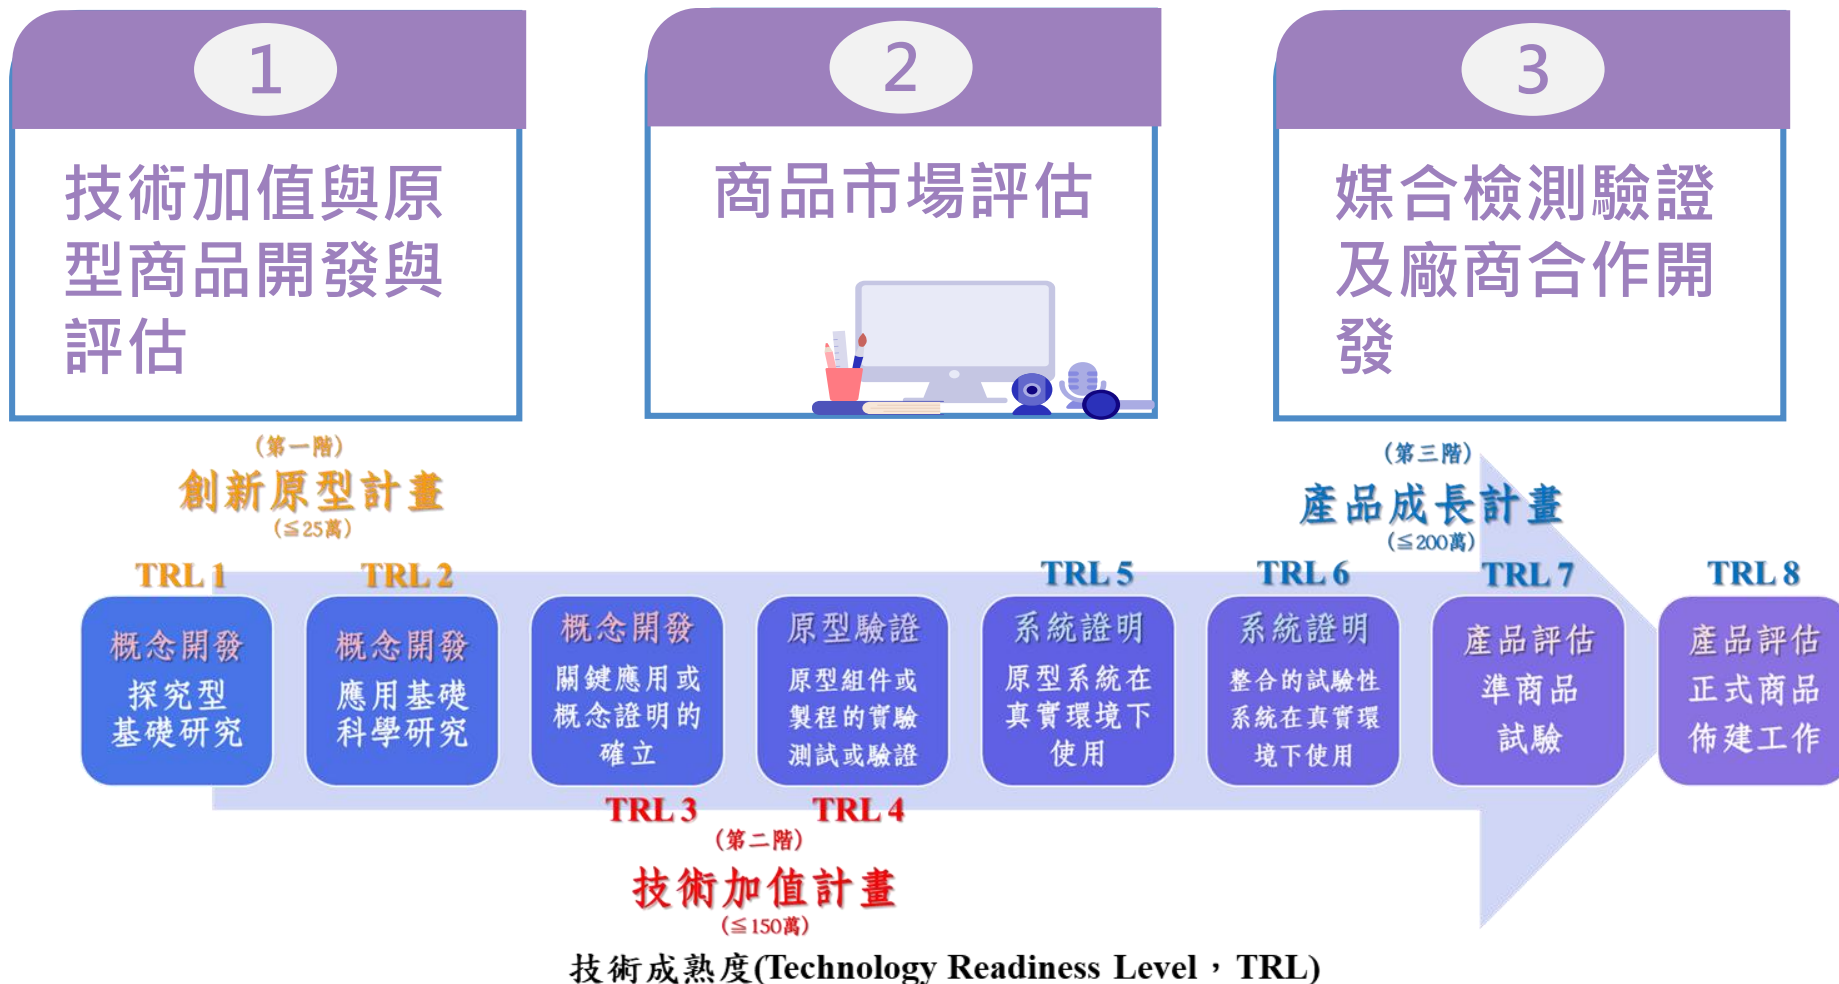 1
技術加值與原
型商品開發與
評估
2
商品市場評估
3
媒合檢測驗證
及廠商合作開
發
(第一階)
創新原型計畫
(≦25萬)
(第三階)
產品成長計畫
(≦200萬)
TRL 1
TRL 2
TRL 5
TRL 6
TRL 7
TRL 8
概念開發
探究型
基礎研究
概念開發
應用基礎
科學研究
概念開發
關鍵應用或
概念證明的
確立
原型驗證
原型組件或
製程的實驗
測試或驗證
系統證明
原型系統在
真實環境下
使用
系統證明
整合的試驗性
系統在真實環
境下使用
產品評估
準商品
試驗
產品評估
正式商品
佈建工作
TRL 3
TRL 4
(第二階)
技術加值計畫
(≦150萬)
技術成熟度(Technology Readiness Level，TRL)